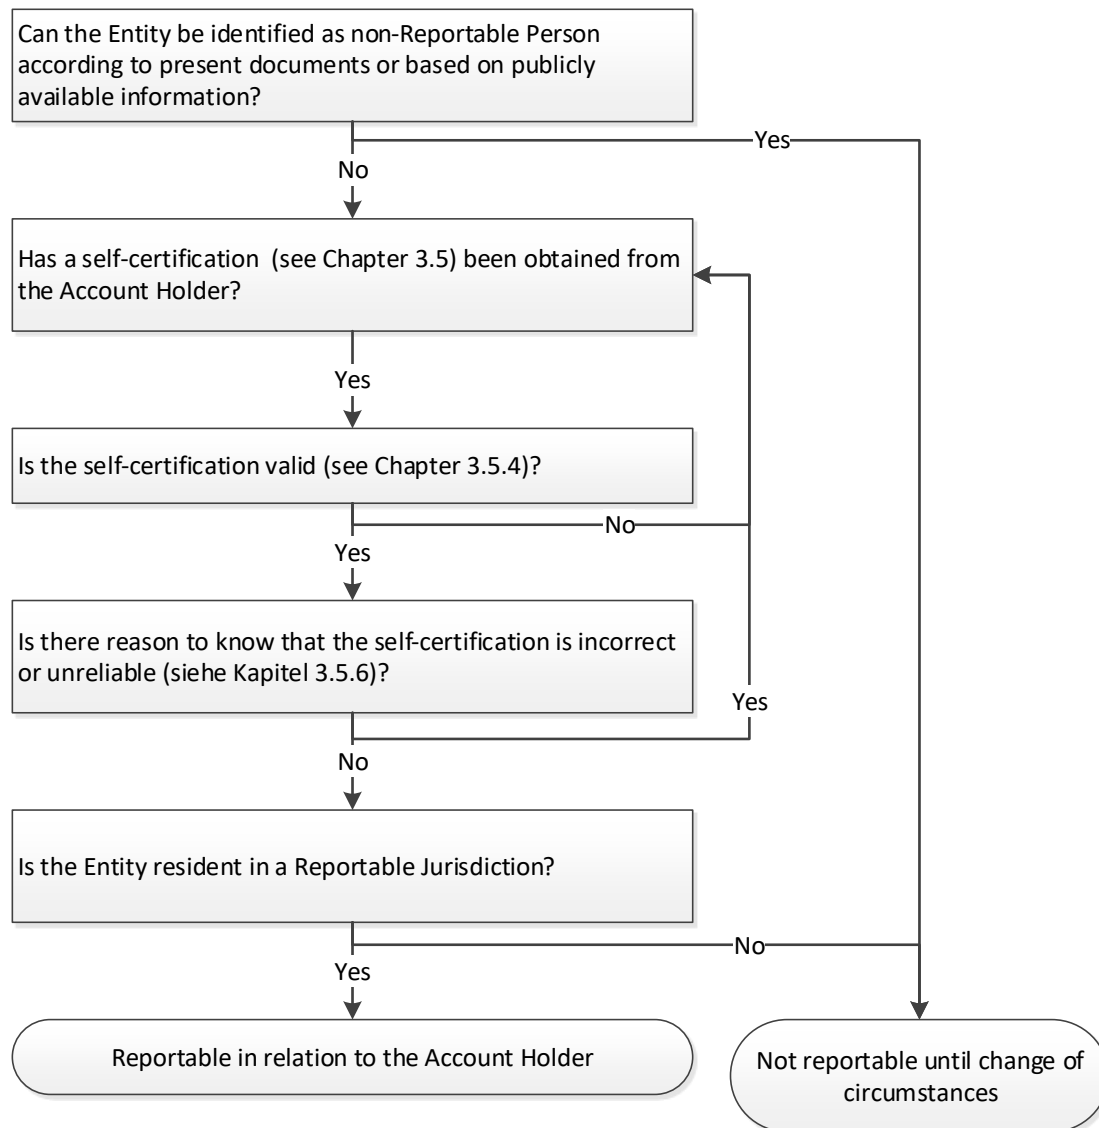 Can the Entity be identified as non-Reportable Person
according to present documents or based on publicly
available information?
Yes
No
Has a self-certification  (see Chapter 3.5) been obtained from
the Account Holder?
Yes
Is the self-certification valid (see Chapter 3.5.4)?
No
Yes
Is there reason to know that the self-certification is incorrect
or unreliable (siehe Kapitel 3.5.6)?
Yes
No
Is the Entity resident in a Reportable Jurisdiction?
No
Yes
Reportable in relation to the Account Holder
Not reportable until change of
circumstances